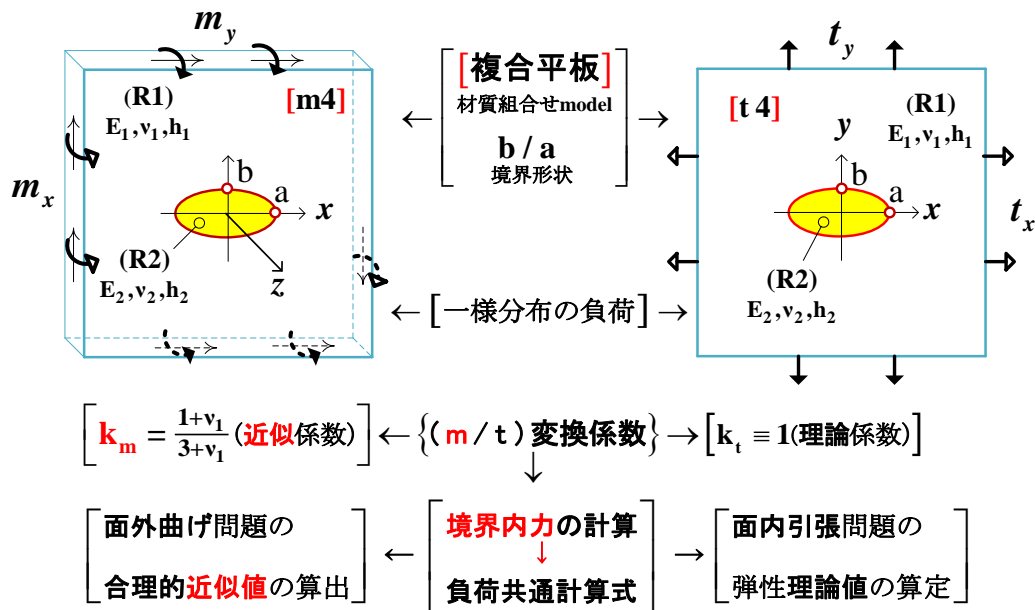 m_y
[m4]
(R1)
E₁,ν₁,h₁
m_x
b
a
x
(R2)
E₂,ν₂,h₂
z
[複合平板]
材質組合せmodel
b / a
境界形状
← [一様分布の負荷] →
t_y
[t 4]
(R1)
E₁,ν₁,h₁
y
b
a
x
t_x
(R2)
E₂,ν₂,h₂
[k_m = (1+ν₁)/(3+ν₁) (近似係数)] ← {(m / t) 変換係数} → [k_t ≡ 1(理論係数)]
↓
面外曲げ問題の
合理的近似値の算出
←
境界内力の計算
↓
負荷共通計算式
→
面内引張問題の
弾性理論値の算定